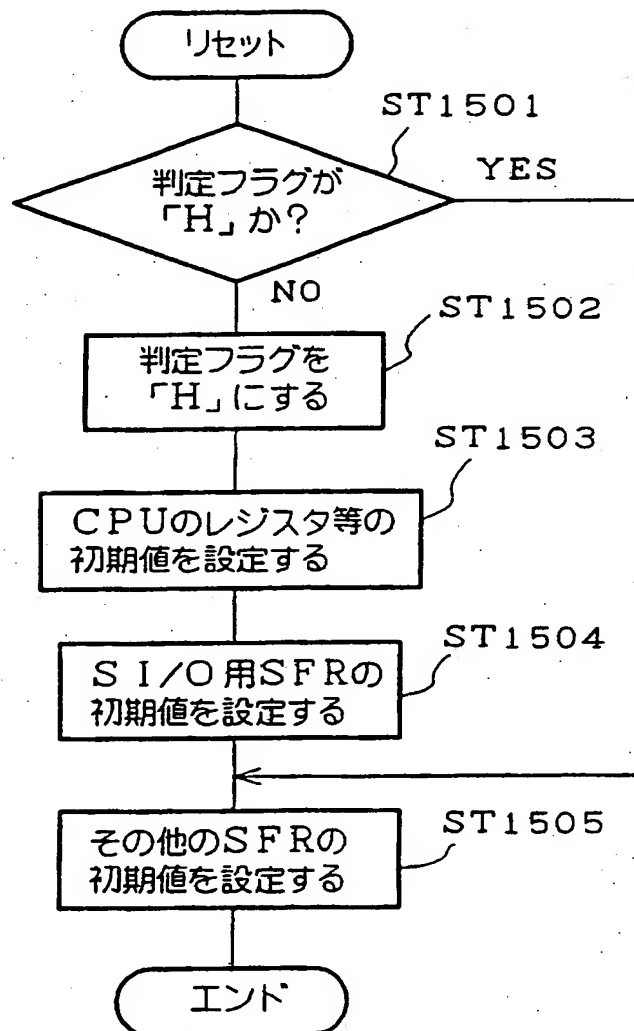 リセット
ST1501
判定フラグが
「H」か?
YES
NO
ST1502
判定フラグを
「H」にする
ST1503
CPUのレジスタ等の
初期値を設定する
ST1504
SI/O用SFRの
初期値を設定する
ST1505
その他のSFRの
初期値を設定する
エンド